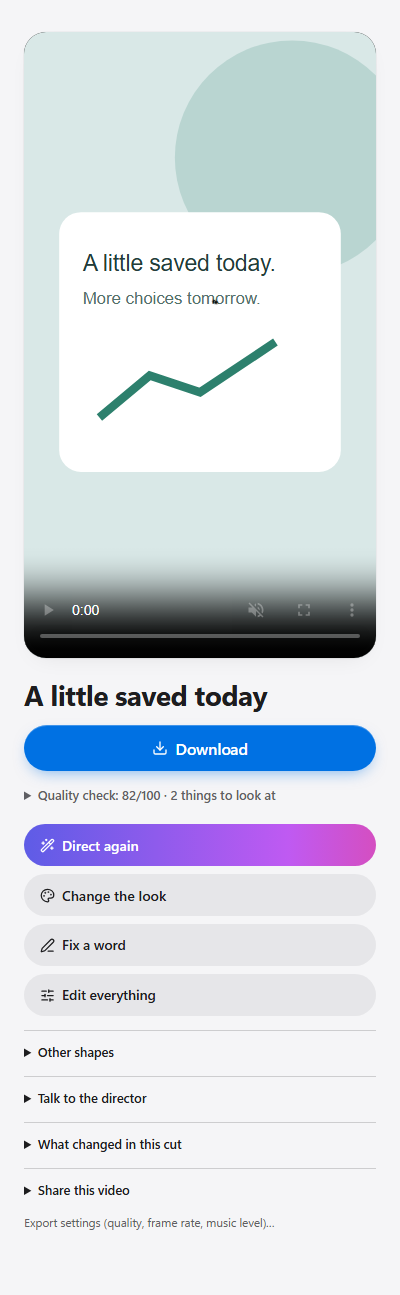 A little saved today.
More choices tomorrow.
0:00
A little saved today
Download
Quality check: 82/100 · 2 things to look at
Direct again
Change the look
Fix a word
Edit everything
Other shapes
Talk to the director
What changed in this cut
Share this video
Export settings (quality, frame rate, music level)...